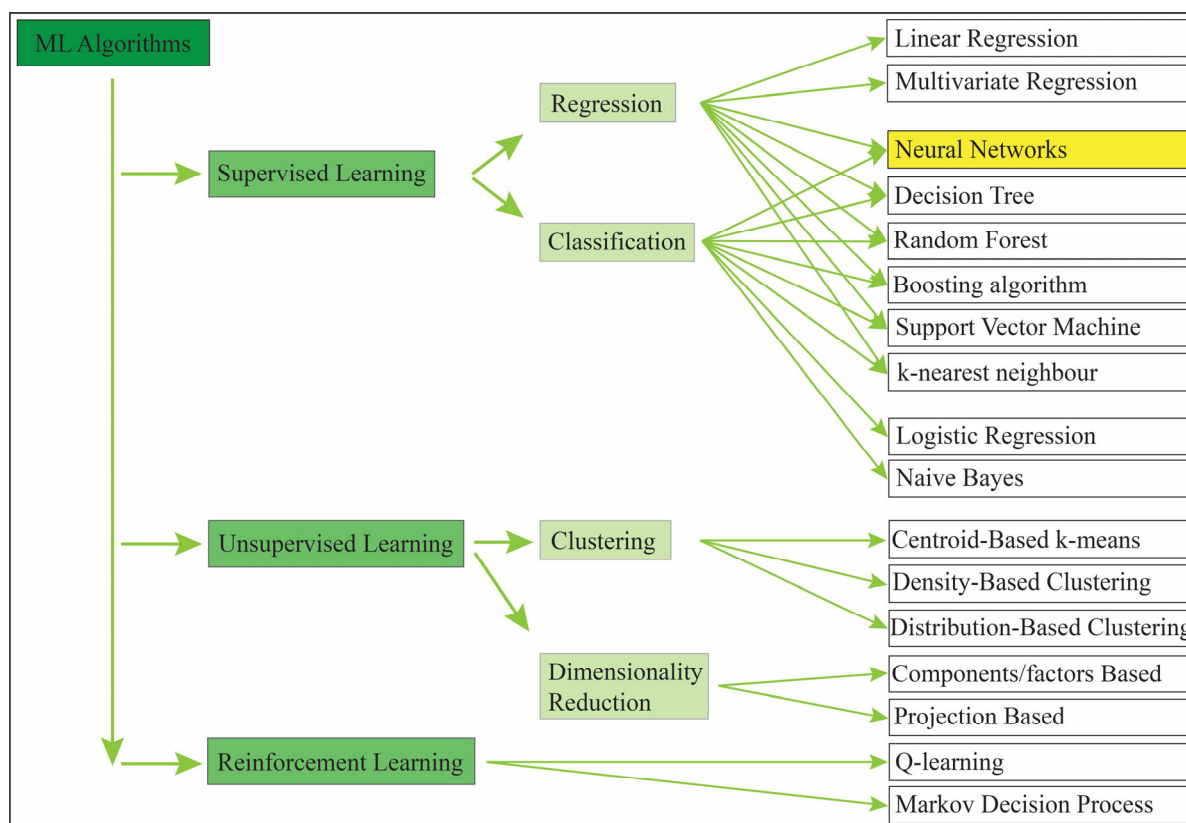 ML Algorithms
Supervised Learning
Regression
Classification
Linear Regression
Multivariate Regression
Neural Networks
Decision Tree
Random Forest
Boosting algorithm
Support Vector Machine
k-nearest neighbour
Logistic Regression
Naive Bayes
Unsupervised Learning
Clustering
Centroid-Based k-means
Density-Based Clustering
Distribution-Based Clustering
Dimensionality
Reduction
Components/factors Based
Projection Based
Reinforcement Learning
Q-learning
Markov Decision Process